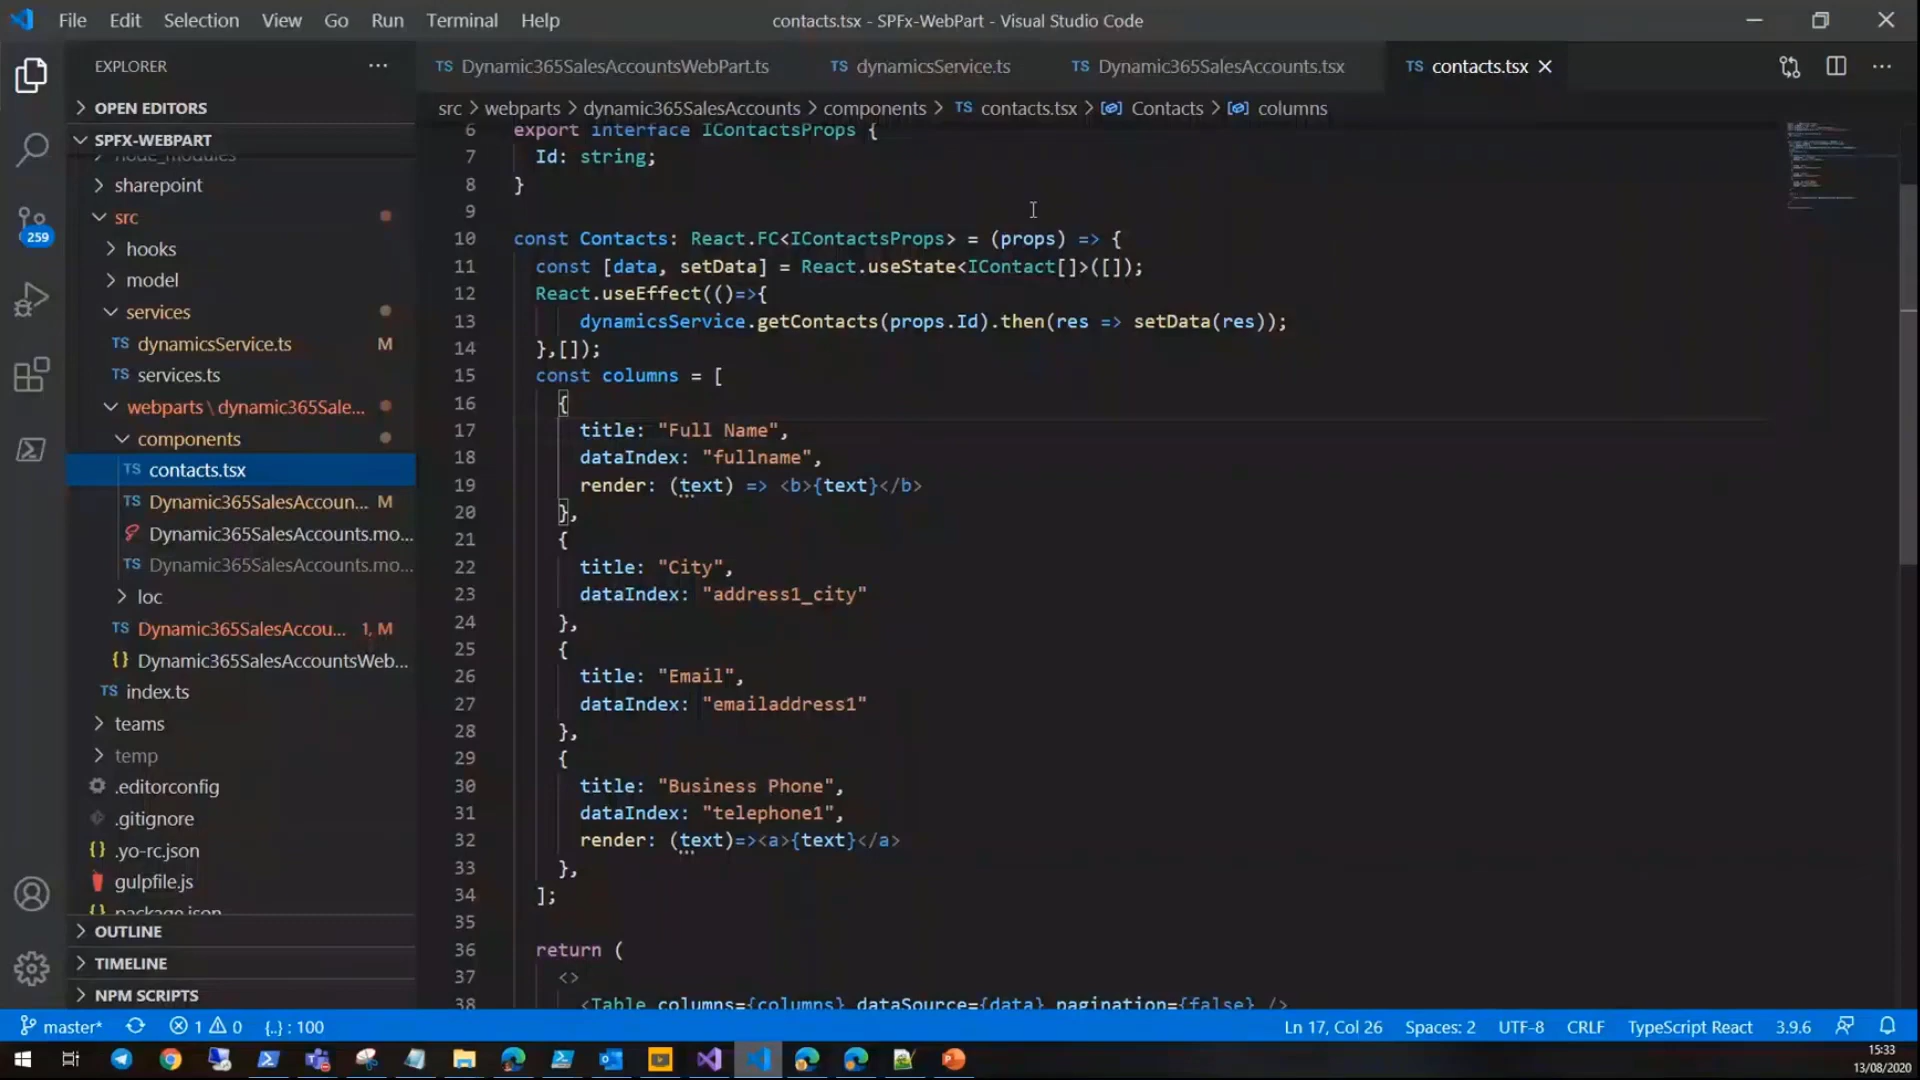 File Edit Selection View Go Run Terminal Help
contacts.tsx - SPFx-WebPart - Visual Studio Code
EXPLORER ...
TS Dynamic365SalesAccountsWebPart.ts
TS dynamicsService.ts
TS Dynamic365SalesAccounts.tsx
TS contacts.tsx
OPEN EDITORS
SPFX-WEBPART
node_modules
sharepoint
src
hooks
model
services
TS dynamicsService.ts M
TS services.ts
webparts \ dynamic365Sale...
components
TS contacts.tsx
TS Dynamic365SalesAccoun... M
Dynamic365SalesAccounts.mo...
TS Dynamic365SalesAccounts.mo...
loc
TS Dynamic365SalesAccou... 1, M
{} Dynamic365SalesAccountsWeb...
TS index.ts
teams
temp
.editorconfig
.gitignore
{} .yo-rc.json
gulpfile.js
{} package.json
OUTLINE
TIMELINE
NPM SCRIPTS
259
src > webparts > dynamic365SalesAccounts > components > TS contacts.tsx > Contacts > columns
6 export interface IContactsProps {
7 Id: string;
8 }
9
10 const Contacts: React.FC<IContactsProps> = (props) => {
11 const [data, setData] = React.useState<IContact[]>([]);
12 React.useEffect(()=>{
13 dynamicsService.getContacts(props.Id).then(res => setData(res));
14 },[]);
15 const columns = [
16 {
17 title: "Full Name",
18 dataIndex: "fullname",
19 render: (text) => <b>{text}</b>
20 },
21 {
22 title: "City",
23 dataIndex: "address1_city"
24 },
25 {
26 title: "Email",
27 dataIndex: "emailaddress1"
28 },
29 {
30 title: "Business Phone",
31 dataIndex: "telephone1",
32 render: (text)=><a>{text}</a>
33 },
34 ];
35
36 return (
37 <>
38 <Table columns={columns} dataSource={data} pagination={false} />
master* 1 0 {..} : 100
Ln 17, Col 26 Spaces: 2 UTF-8 CRLF TypeScript React 3.9.6
15:33
13/08/2020